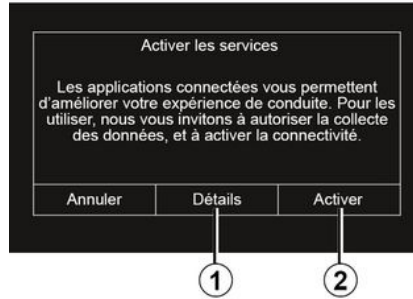 Activer les services
Les applications connectées vous permettent
d'améliorer votre expérience de conduite. Pour les
utiliser, nous vous invitons à autoriser la collecte
des données, et à activer la connectivité.
Annuler Détails Activer
1 2